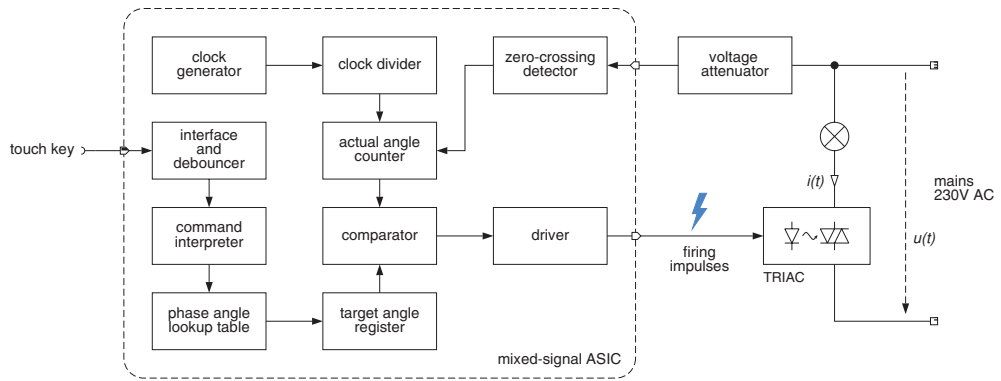 clock
generator
clock divider
zero-crossing
detector
voltage
attenuator
touch key
interface
and
debouncer
actual angle
counter
i(t)
mains
230V AC
command
interpreter
comparator
driver
firing
impulses
u(t)
TRIAC
phase angle
lookup table
target angle
register
mixed-signal ASIC